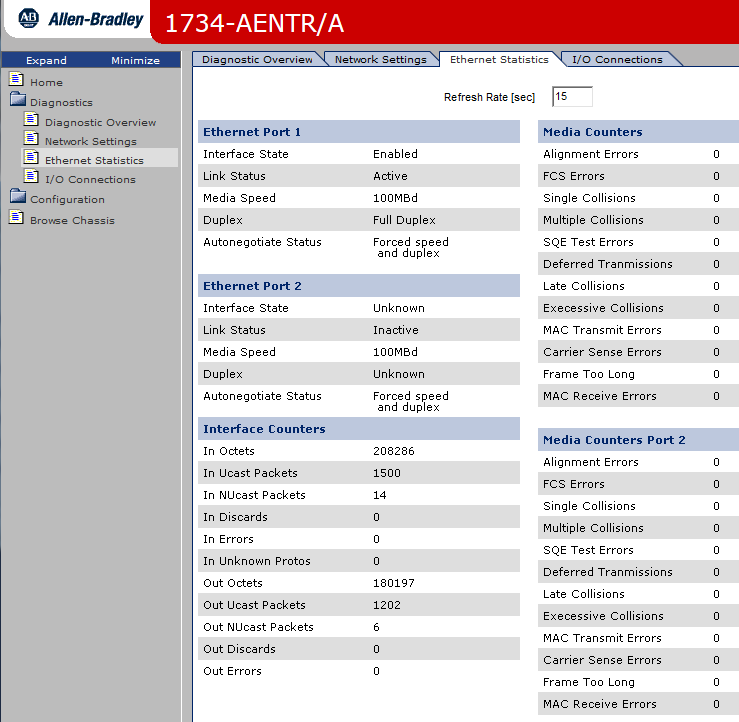 AB Allen-Bradley
1734-AENTR/A
Expand Minimize
Home
Diagnostics
Diagnostic Overview
Network Settings
Ethernet Statistics
I/O Connections
Configuration
Browse Chassis
Diagnostic Overview Network Settings Ethernet Statistics I/O Connections
Refresh Rate [sec] 15
Ethernet Port 1
Interface State Enabled
Link Status Active
Media Speed 100MBd
Duplex Full Duplex
Autonegotiate Status Forced speed
and duplex
Ethernet Port 2
Interface State Unknown
Link Status Inactive
Media Speed 100MBd
Duplex Unknown
Autonegotiate Status Forced speed
and duplex
Interface Counters
In Octets 208286
In Ucast Packets 1500
In NUcast Packets 14
In Discards 0
In Errors 0
In Unknown Protos 0
Out Octets 180197
Out Ucast Packets 1202
Out NUcast Packets 6
Out Discards 0
Out Errors 0
Media Counters
Alignment Errors 0
FCS Errors 0
Single Collisions 0
Multiple Collisions 0
SQE Test Errors 0
Deferred Tranmissions 0
Late Collisions 0
Execessive Collisions 0
MAC Transmit Errors 0
Carrier Sense Errors 0
Frame Too Long 0
MAC Receive Errors 0
Media Counters Port 2
Alignment Errors 0
FCS Errors 0
Single Collisions 0
Multiple Collisions 0
SQE Test Errors 0
Deferred Tranmissions 0
Late Collisions 0
Execessive Collisions 0
MAC Transmit Errors 0
Carrier Sense Errors 0
Frame Too Long 0
MAC Receive Errors 0